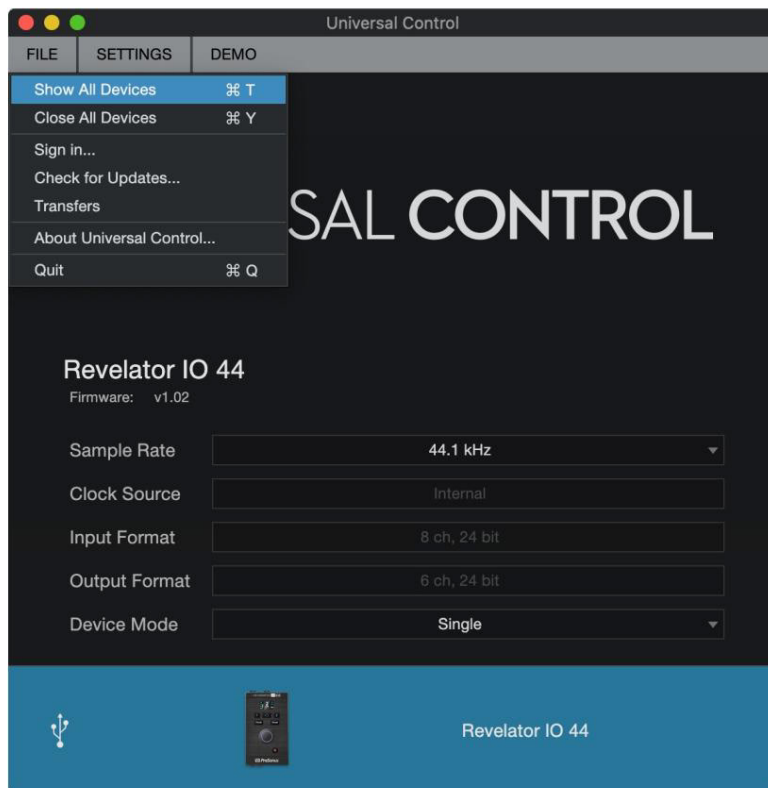 Universal Control
FILE SETTINGS DEMO
Show All Devices ⌘ T
Close All Devices ⌘ Y
Sign in...
Check for Updates...
Transfers
About Universal Control...
Quit ⌘ Q
SAL CONTROL
Revelator IO 44
Firmware: v1.02
Sample Rate 44.1 kHz
Clock Source Internal
Input Format 8 ch, 24 bit
Output Format 6 ch, 24 bit
Device Mode Single
Revelator IO 44
PreSonus